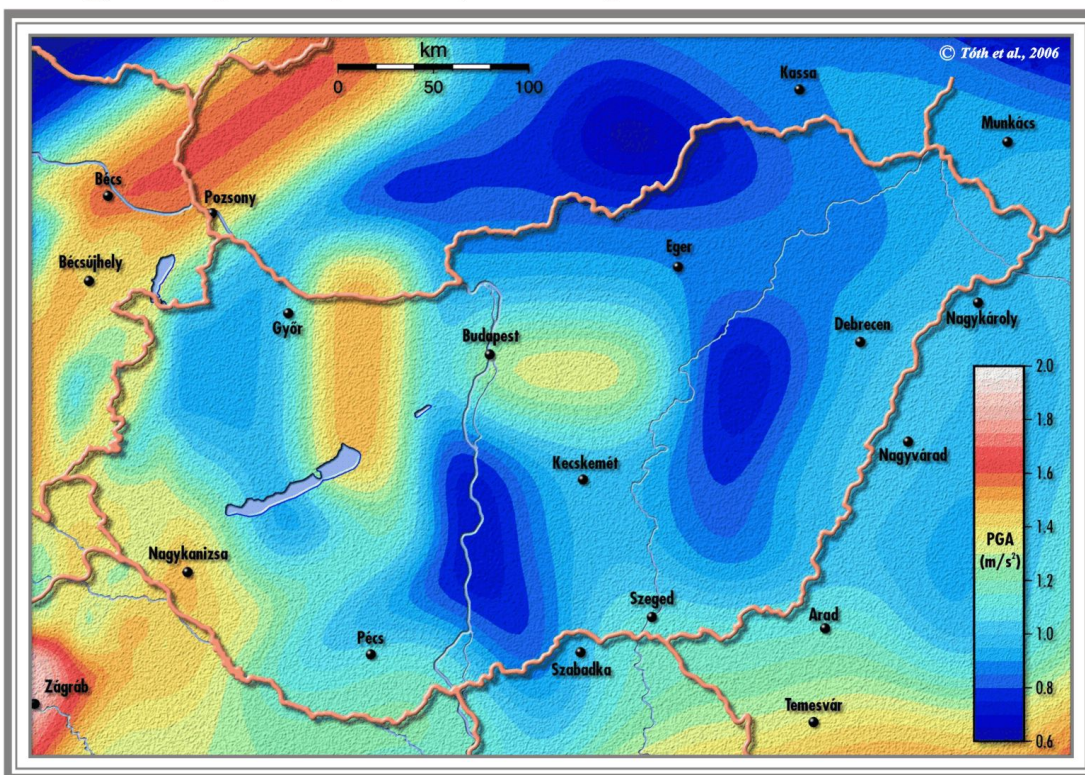 © Tóth et al., 2006
km
0 50 100
Kassa
Munkács
Bécs
Pozsony
Eger
Bécsújhely
Győr
Budapest
Debrecen
Nagykároly
Nagyvárad
Kecskemét
Nagykanizsa
Szeged
Arad
Pécs
Szabadka
Zágráb
Temesvár
2.0
1.8
1.6
1.4
PGA
(m/s²)
1.2
1.0
0.8
0.6